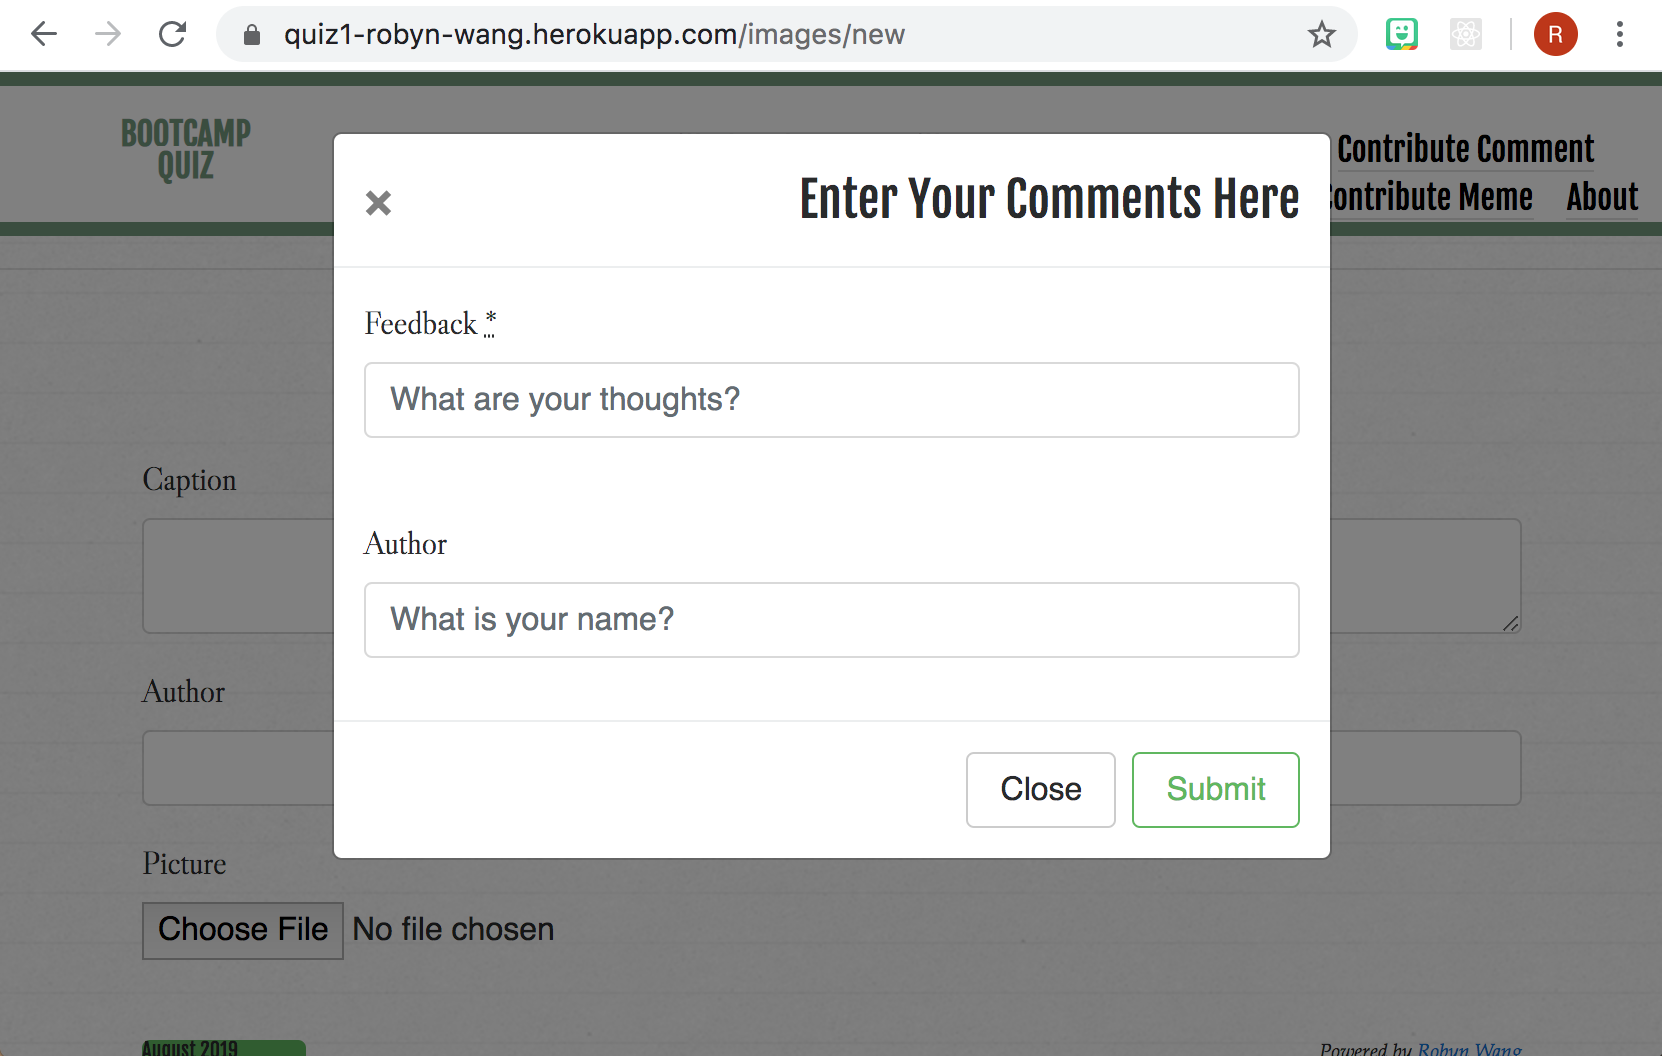 quiz1-robyn-wang.herokuapp.com/images/new
R
BOOTCAMP
QUIZ
Contribute Comment
ontribute Meme About
× Enter Your Comments Here
Feedback *
What are your thoughts?
Author
What is your name?
Close Submit
Caption
Author
Picture
Choose File No file chosen
August 2019
Powered by Robyn Wang